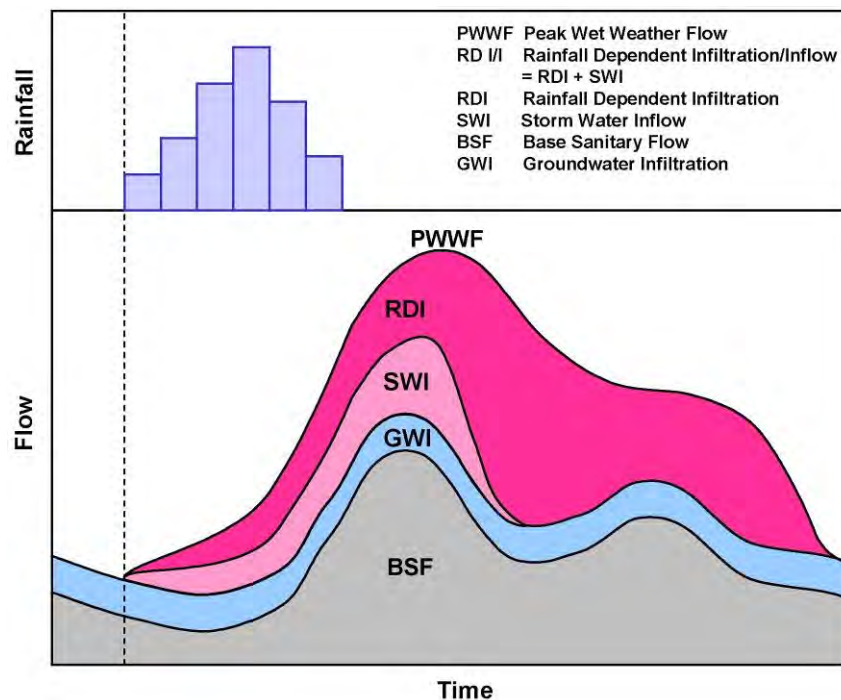 PWWF Peak Wet Weather Flow
RD I/I Rainfall Dependent Infiltration/Inflow
= RDI + SWI
RDI Rainfall Dependent Infiltration
SWI Storm Water Inflow
BSF Base Sanitary Flow
GWI Groundwater Infiltration
Rainfall
PWWF
RDI
SWI
GWI
BSF
Flow
Time